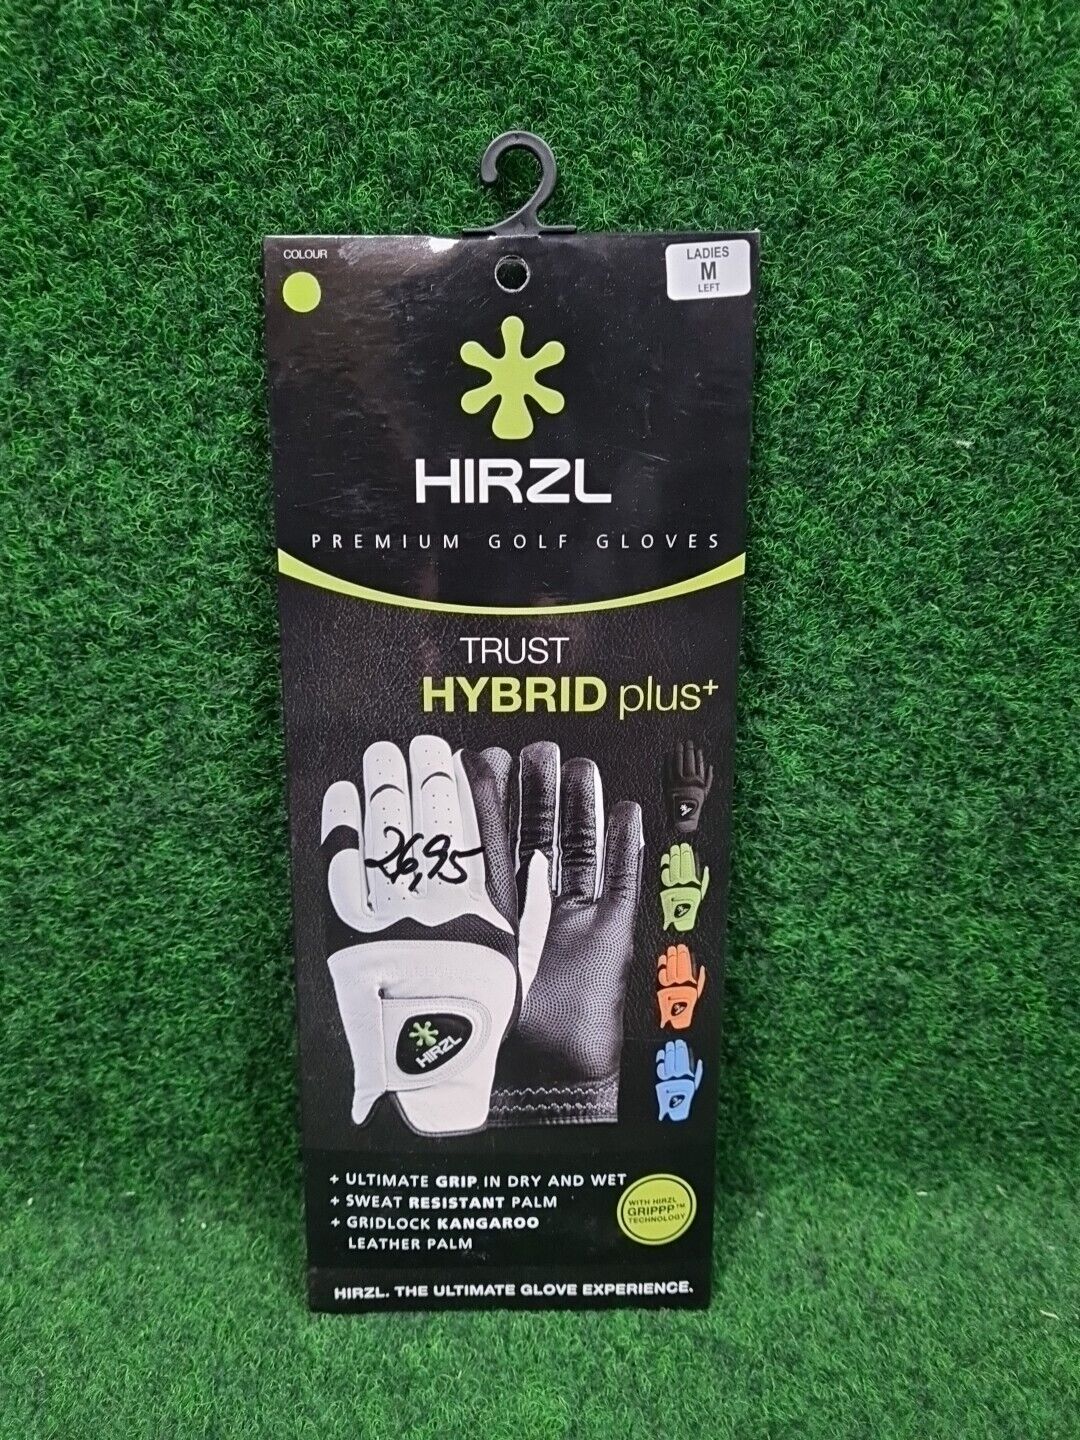 COLOUR
LADIES
M
LEFT
HIRZL
PREMIUM GOLF GLOVES
TRUST
HYBRID plus+
26,95
HIRZL
+ ULTIMATE GRIP IN DRY AND WET
+ SWEAT RESISTANT PALM
+ GRIDLOCK KANGAROO
LEATHER PALM
WITH HIRZL
GRIPPP™
TECHNOLOGY
HIRZL. THE ULTIMATE GLOVE EXPERIENCE.